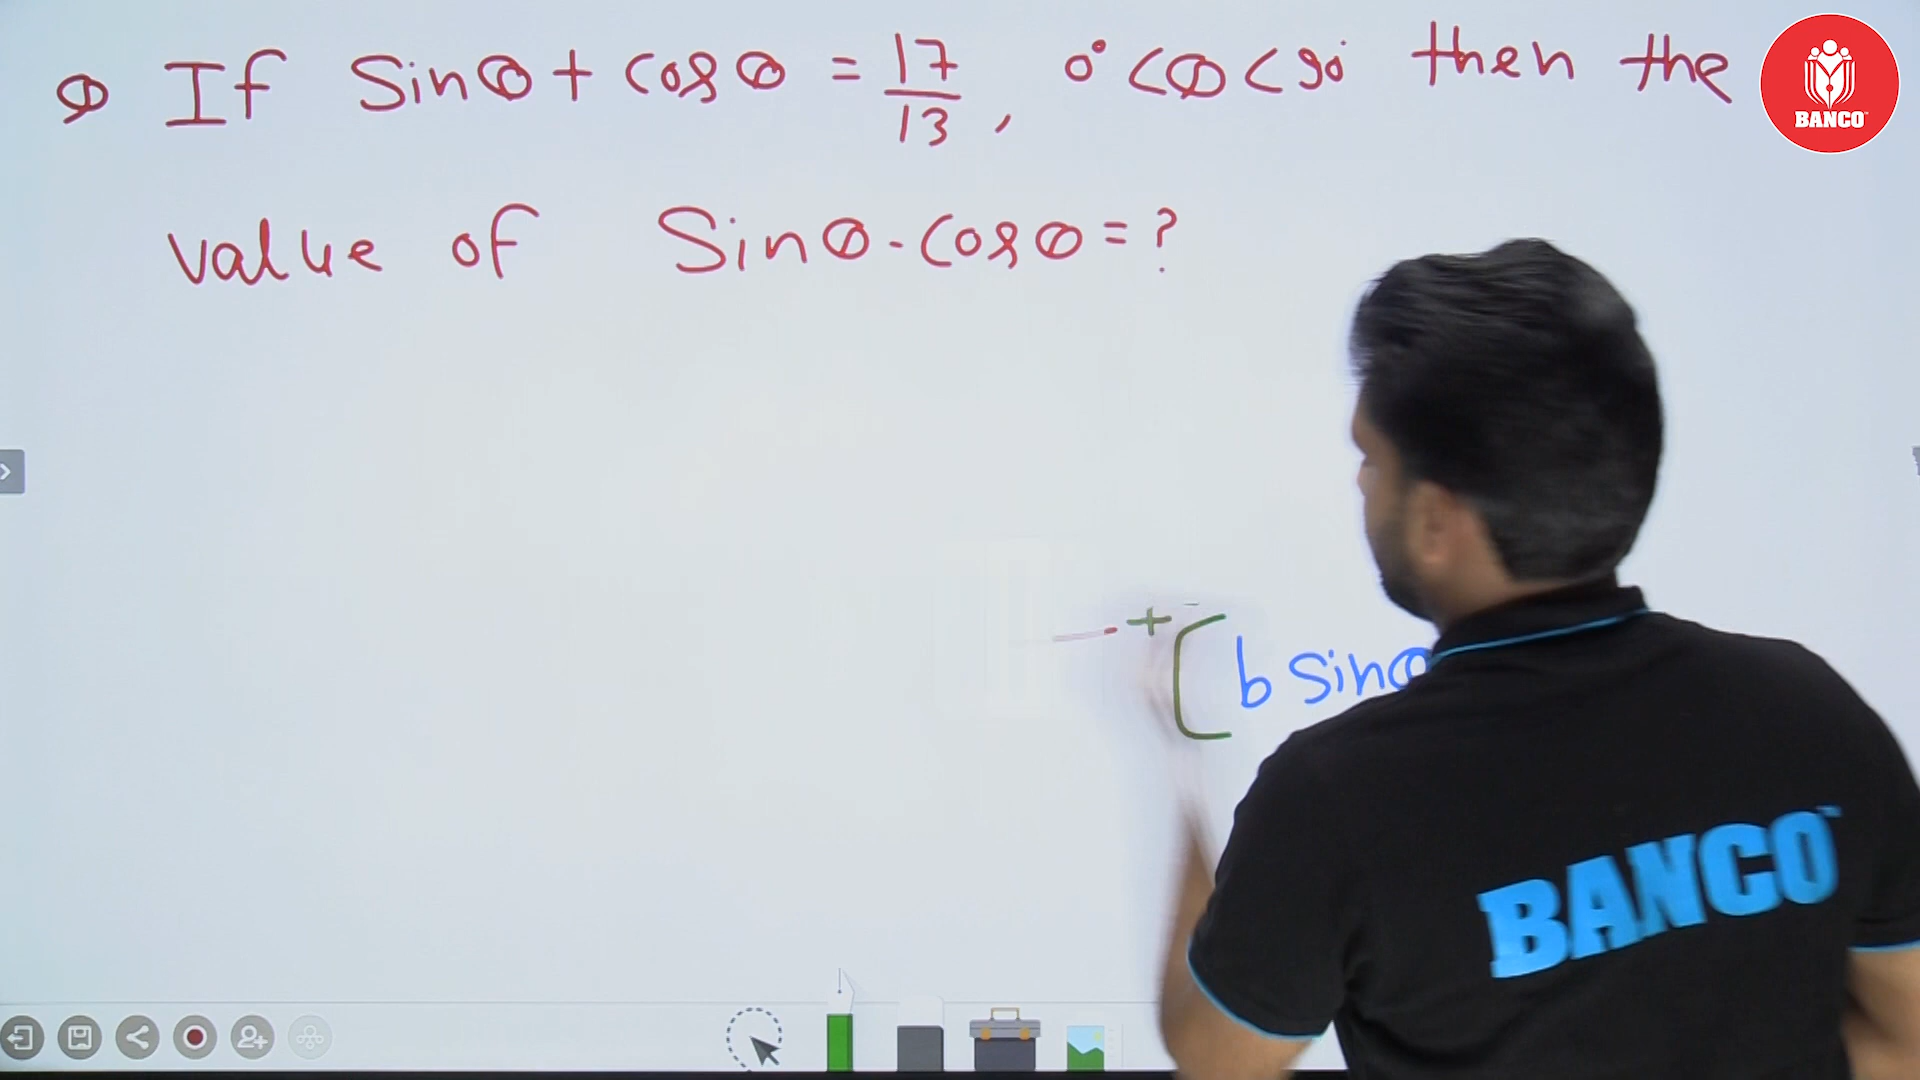 Q If Sinθ + Cosθ = 17/13, 0° < θ < 90° then the
value of Sinθ · Cosθ = ?
+ [ b Sinθ
BANCO
BANCO